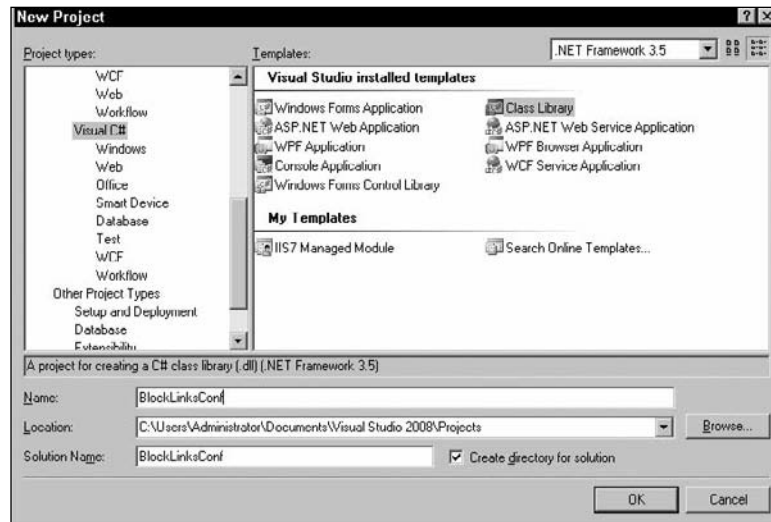 New Project
Project types:
Templates:
.NET Framework 3.5
WCF
Web
Workflow
Visual C#
Windows
Web
Office
Smart Device
Database
Test
WCF
Workflow
Other Project Types
Setup and Deployment
Database
Extensibility
Visual Studio installed templates
Windows Forms Application
Class Library
ASP.NET Web Application
ASP.NET Web Service Application
WPF Application
WPF Browser Application
Console Application
WCF Service Application
Windows Forms Control Library
My Templates
IIS7 Managed Module
Search Online Templates...
A project for creating a C# class library (.dll) (.NET Framework 3.5)
Name:
BlockLinksConf
Location:
C:\Users\Administrator\Documents\Visual Studio 2008\Projects
Browse...
Solution Name:
BlockLinksConf
Create directory for solution
OK
Cancel